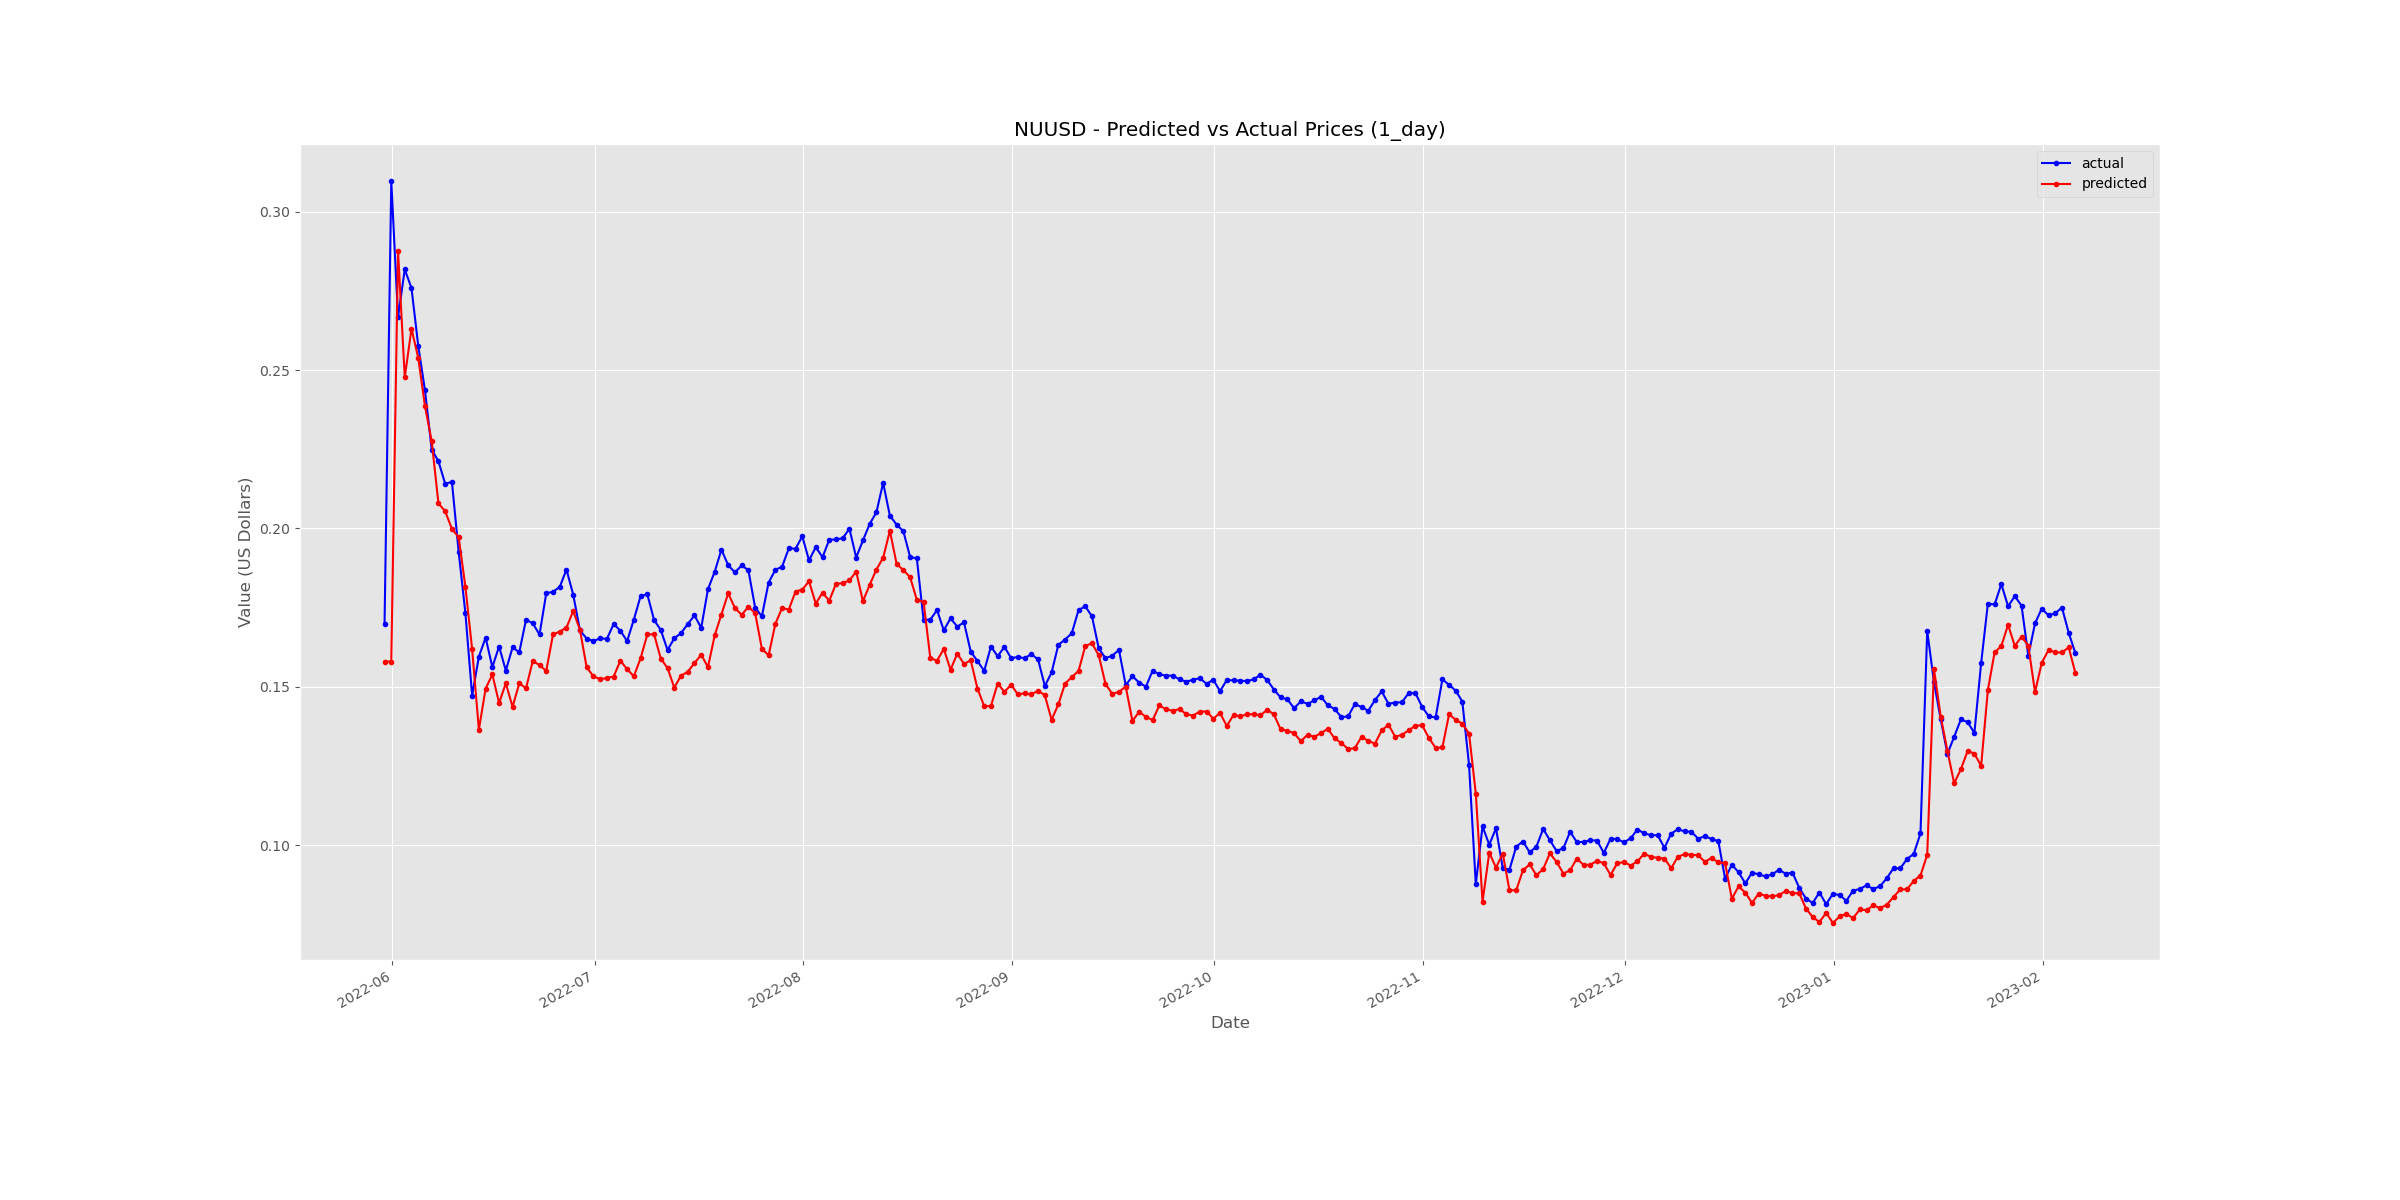 NUUSD - Predicted vs Actual Prices (1_day)
actual
predicted
Value (US Dollars)
0.30
0.25
0.20
0.15
0.10
2022-06
2022-07
2022-08
2022-09
2022-10
2022-11
2022-12
2023-01
2023-02
Date